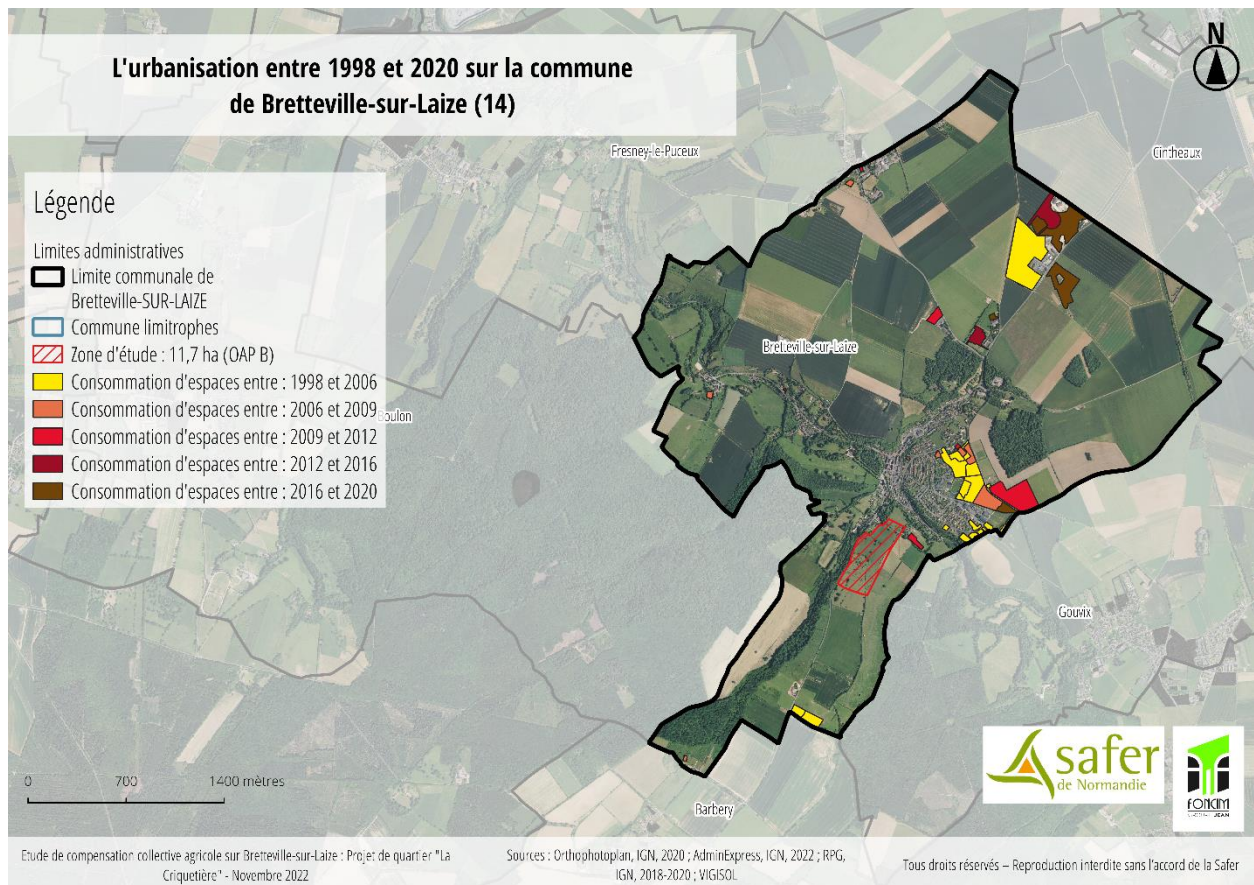 L'urbanisation entre 1998 et 2020 sur la commune
de Bretteville-sur-Laize (14)
N
Fresney-le-Puceux
Cintheaux
Légende
Limites administratives
Limite communale de
Bretteville-SUR-LAIZE
Commune limitrophes
Zone d'étude : 11,7 ha (OAP B)
Consommation d'espaces entre : 1998 et 2006
Consommation d'espaces entre : 2006 et 2009
Consommation d'espaces entre : 2009 et 2012
Consommation d'espaces entre : 2012 et 2016
Consommation d'espaces entre : 2016 et 2020
Bretteville-sur-Laize
Boulon
Gouvix
Barbery
0 700 1400 mètres
safer
de Normandie
FONCIM
JEAN
Etude de compensation collective agricole sur Bretteville-sur-Laize : Projet de quartier "La
Criquetière" - Novembre 2022
Sources : Orthophotoplan, IGN, 2020 ; AdminExpress, IGN, 2022 ; RPG,
IGN, 2018-2020 ; VIGISOL
Tous droits réservés – Reproduction interdite sans l'accord de la Safer